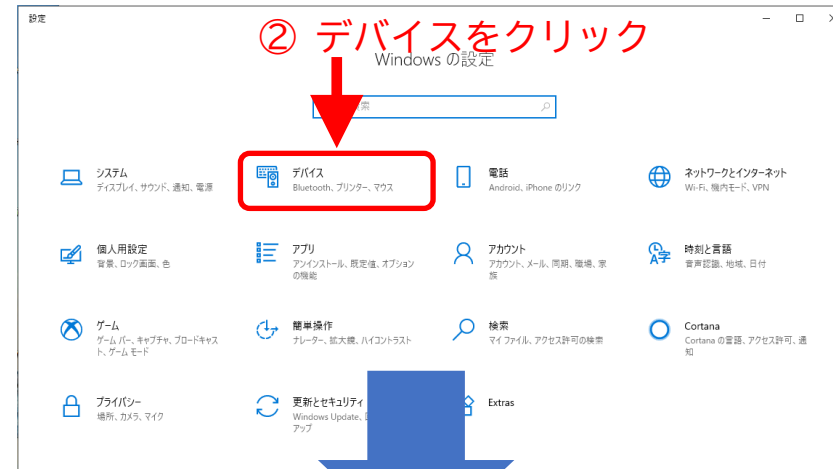 設定
② デバイスをクリック
Windows の設定
索
システム
ディスプレイ、サウンド、通知、電源
デバイス
Bluetooth、プリンター、マウス
電話
Android、iPhone のリンク
ネットワークとインターネット
Wi-Fi、機内モード、VPN
個人用設定
背景、ロック画面、色
アプリ
アンインストール、既定値、オプション
の機能
アカウント
アカウント、メール、同期、職場、家
族
時刻と言語
音声認識、地域、日付
ゲーム
ゲーム バー、キャプチャ、ブロードキャス
ト、ゲーム モード
簡単操作
ナレーター、拡大鏡、ハイコントラスト
検索
マイ ファイル、アクセス許可の検索
Cortana
Cortana の言語、アクセス許可、通
知
プライバシー
場所、カメラ、マイク
更新とセキュリティ
Windows Update、
アップ
Extras